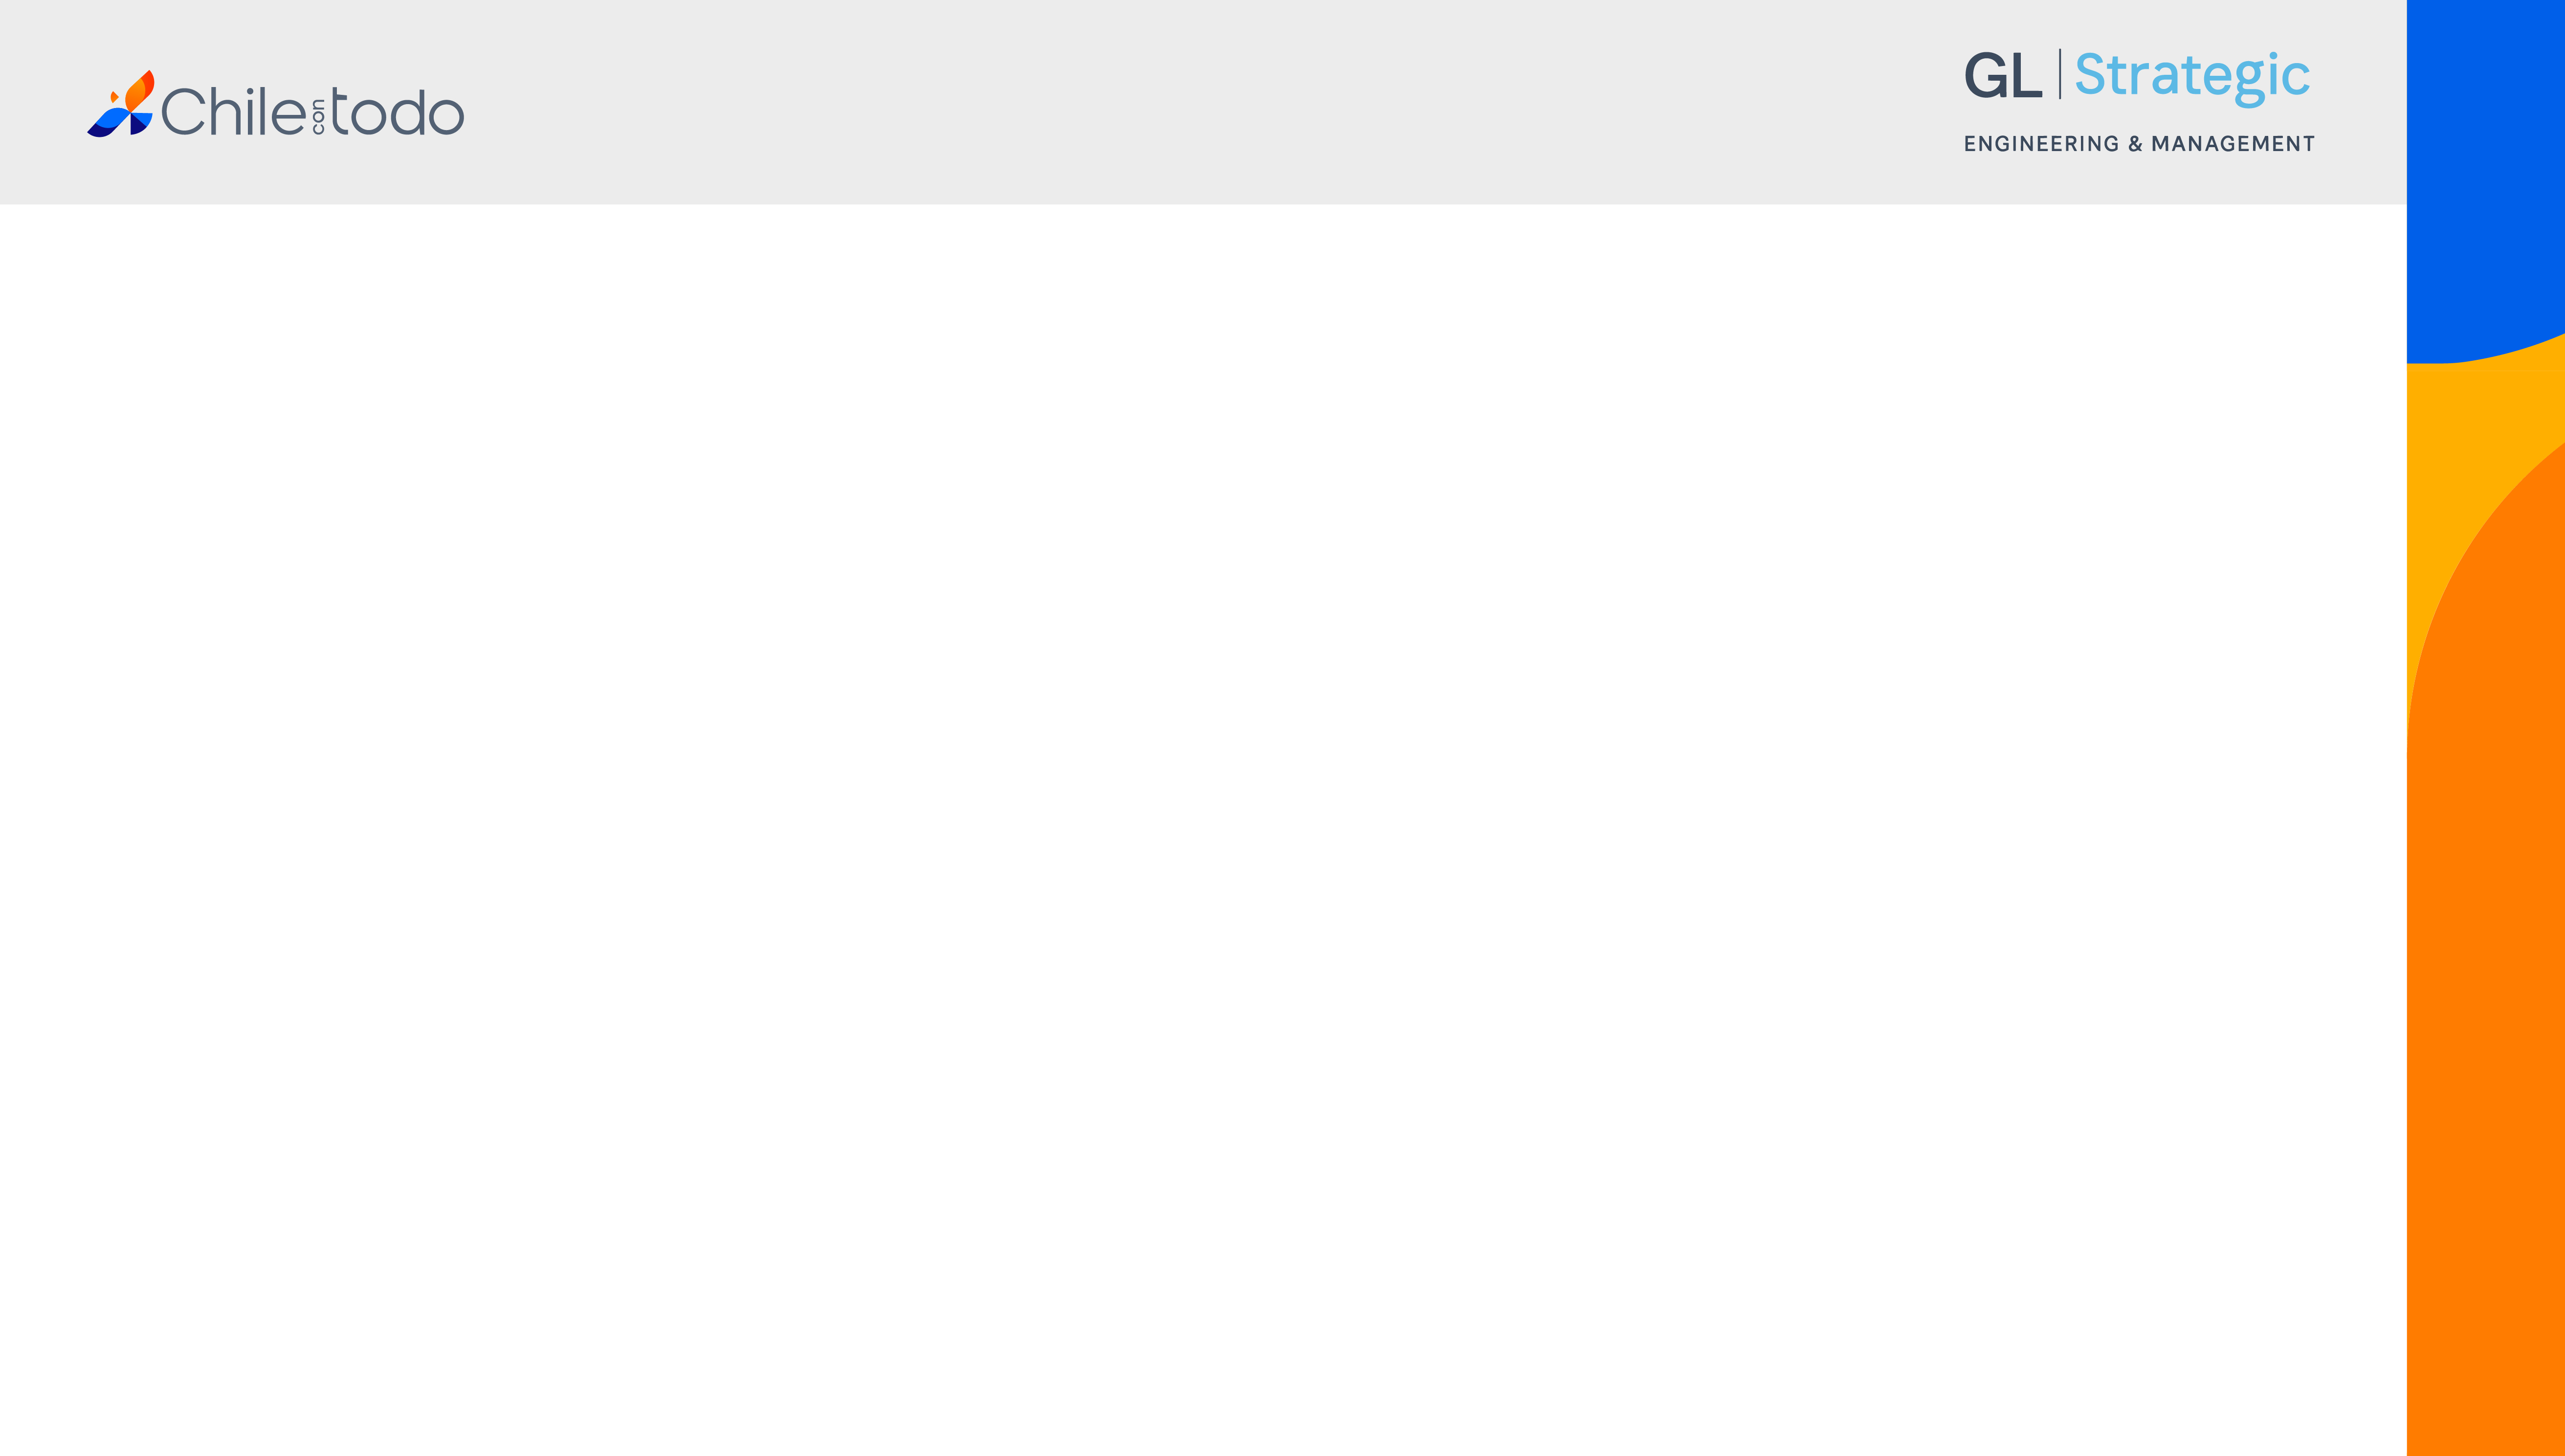 Chile con todo
GL | Strategic
ENGINEERING & MANAGEMENT